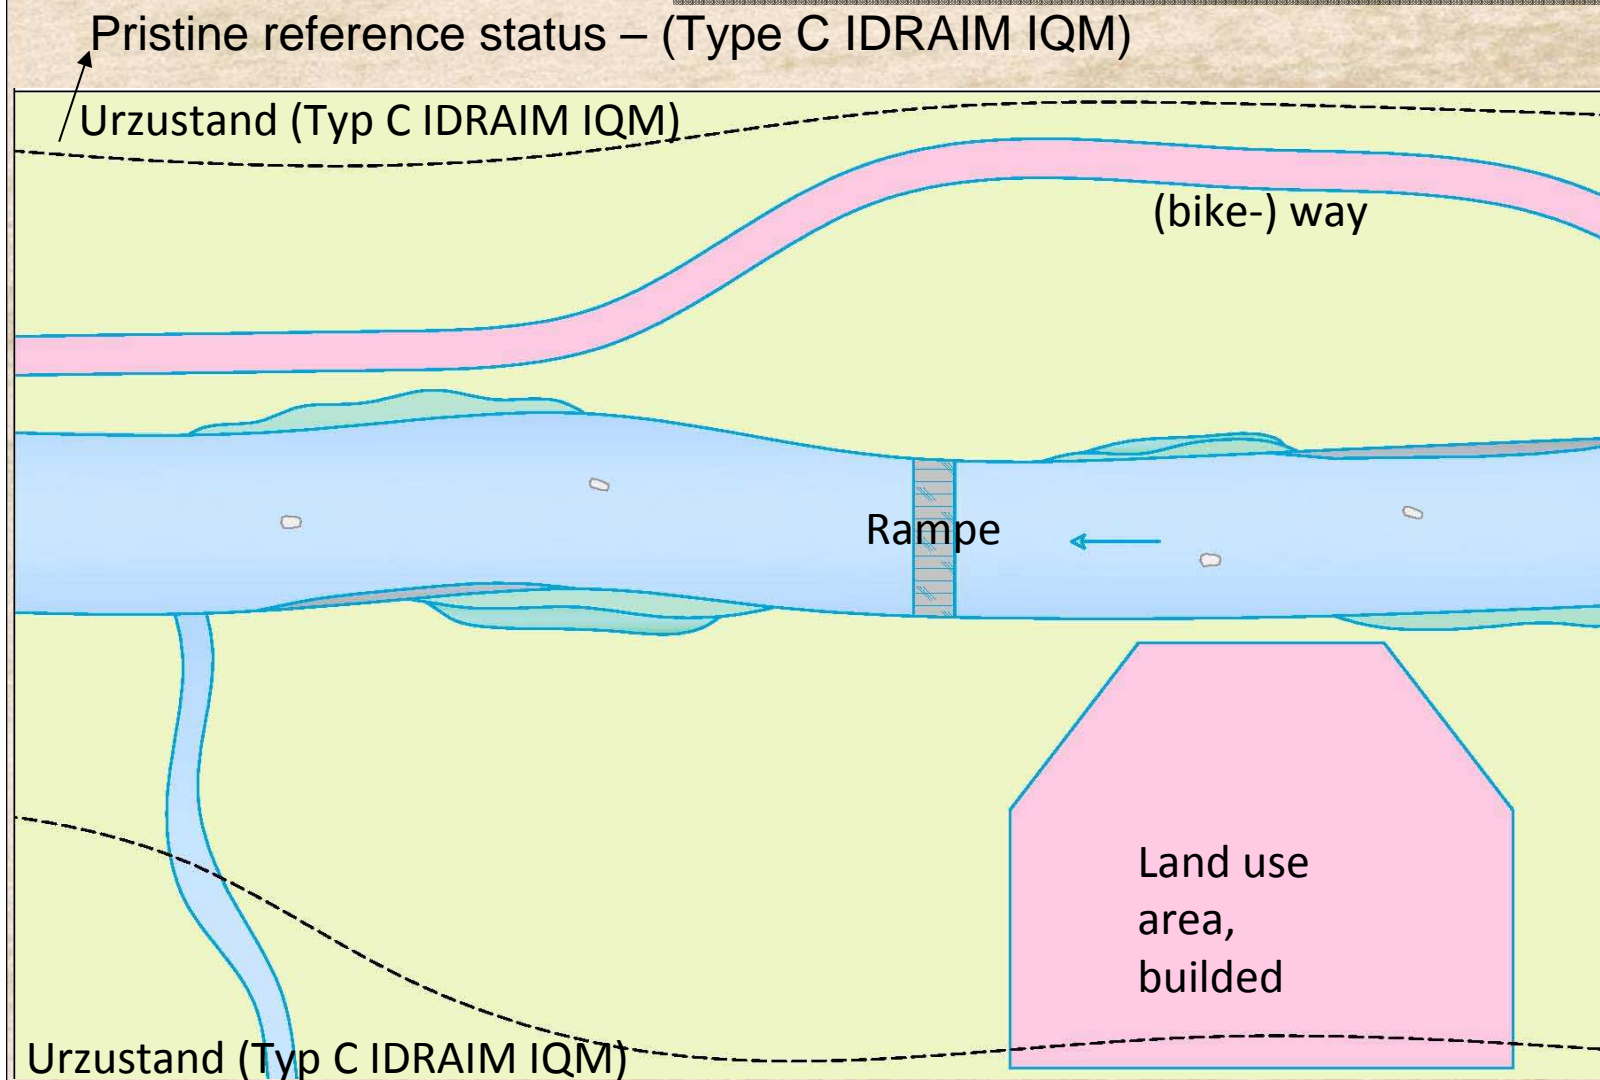 Pristine reference status – (Type C IDRAIM IQM)
Urzustand (Typ C IDRAIM IQM)
(bike-) way
Rampe
Land use
area,
builded
Urzustand (Typ C IDRAIM IQM)